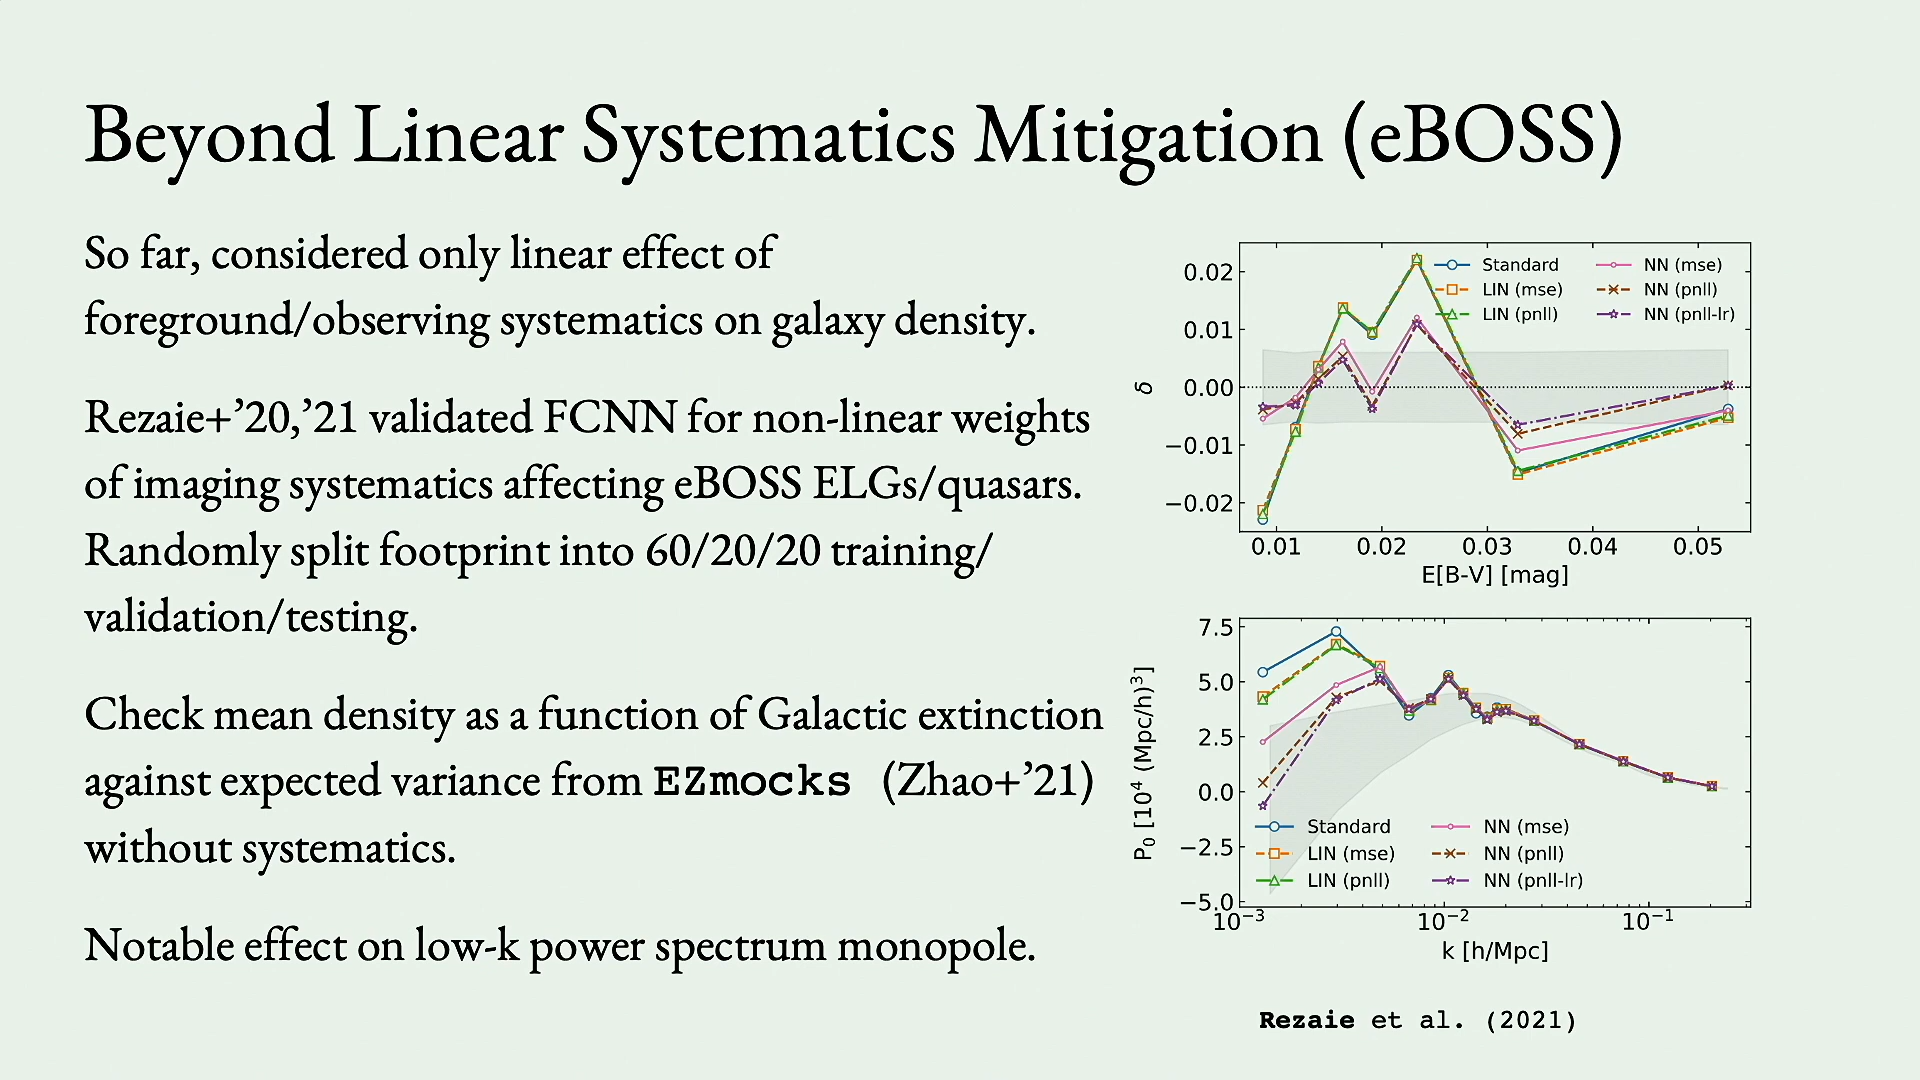 Beyond Linear Systematics Mitigation (eBOSS)
So far, considered only linear effect of
foreground/observing systematics on galaxy density.
Rezaie+’20,’21 validated FCNN for non-linear weights
of imaging systematics affecting eBOSS ELGs/quasars.
Randomly split footprint into 60/20/20 training/
validation/testing.
Check mean density as a function of Galactic extinction
against expected variance from EZmocks (Zhao+’21)
without systematics.
Notable effect on low-k power spectrum monopole.
Standard
LIN (mse)
LIN (pnll)
NN (mse)
NN (pnll)
NN (pnll-lr)
0.02
0.01
0.00
−0.01
−0.02
δ
0.01 0.02 0.03 0.04 0.05
E[B-V] [mag]
7.5
5.0
2.5
0.0
−2.5
−5.0
P₀ [10⁴ (Mpc/h)³]
Standard
LIN (mse)
LIN (pnll)
NN (mse)
NN (pnll)
NN (pnll-lr)
10⁻³ 10⁻² 10⁻¹
k [h/Mpc]
Rezaie et al. (2021)